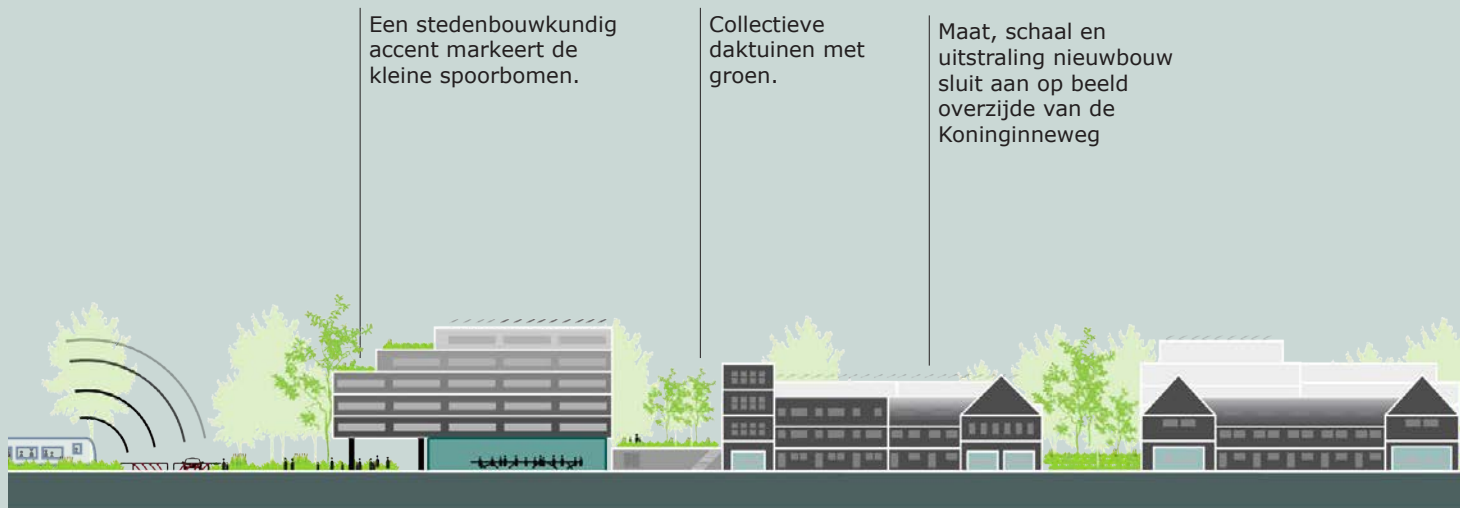 Een stedenbouwkundig
accent markeert de
kleine spoorbomen.
Collectieve
daktuinen met
groen.
Maat, schaal en
uitstraling nieuwbouw
sluit aan op beeld
overzijde van de
Koninginneweg